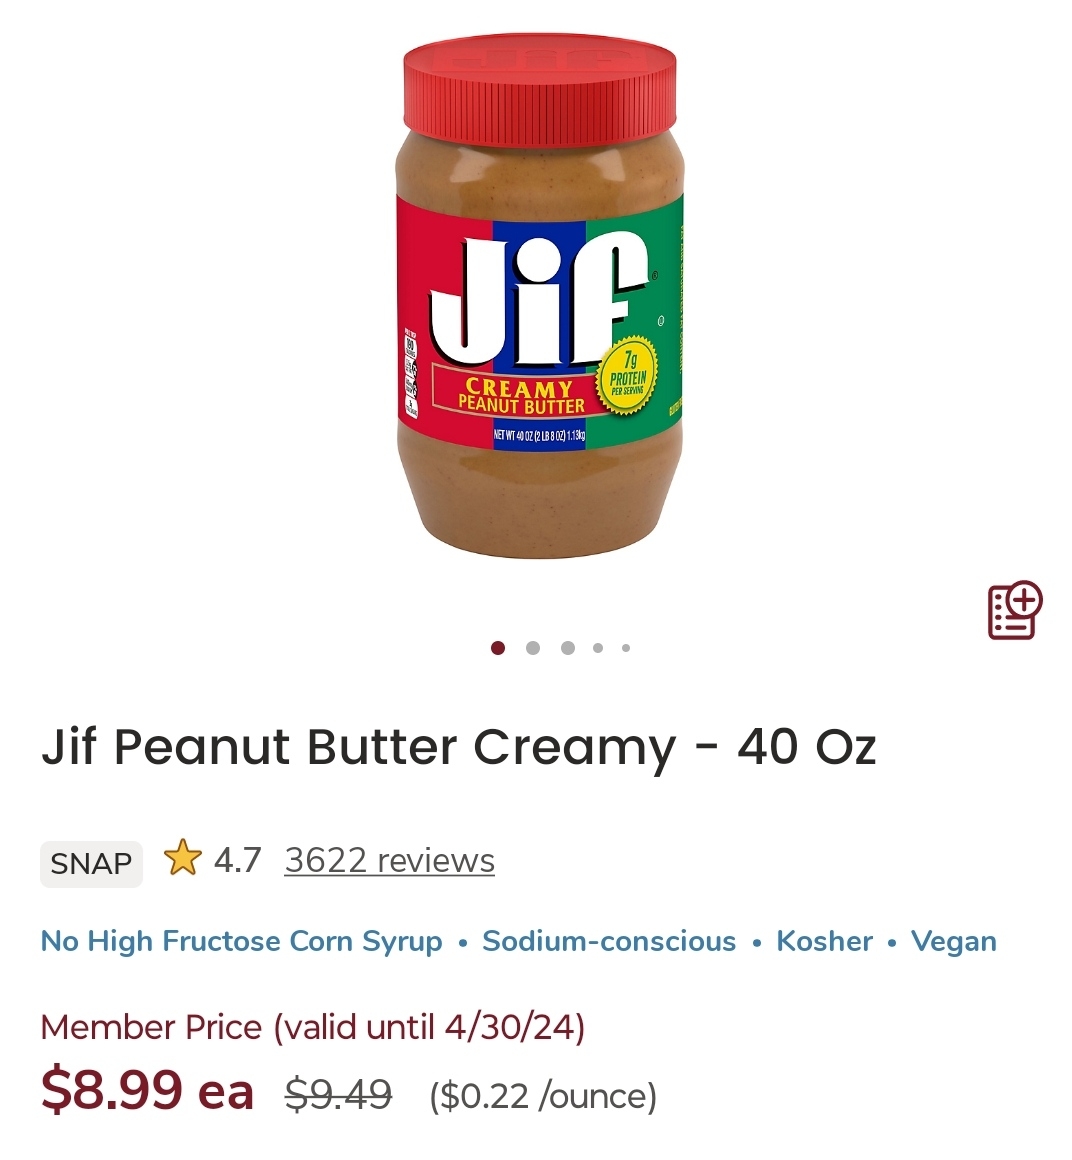 Jif
CREAMY
PEANUT BUTTER
7g
PROTEIN
PER SERVING
NET WT 40 OZ (2 LB 8 OZ) 1.13kg
Jif Peanut Butter Creamy - 40 Oz
SNAP 4.7 3622 reviews
No High Fructose Corn Syrup • Sodium-conscious • Kosher • Vegan
Member Price (valid until 4/30/24)
$8.99 ea $9.49 ($0.22 /ounce)